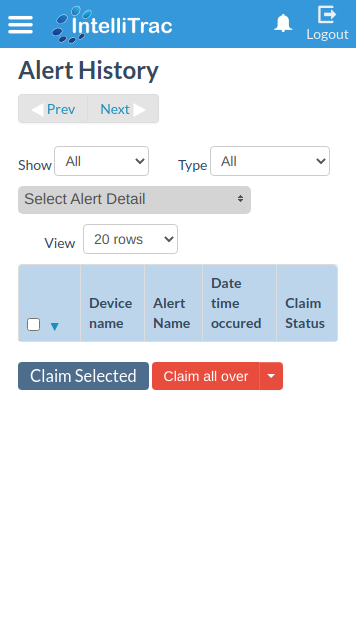 IntelliTrac
Logout
Alert History
Prev Next
Show All Type All
Select Alert Detail
View 20 rows
Device name
Alert Name
Date time occured
Claim Status
Claim Selected Claim all over